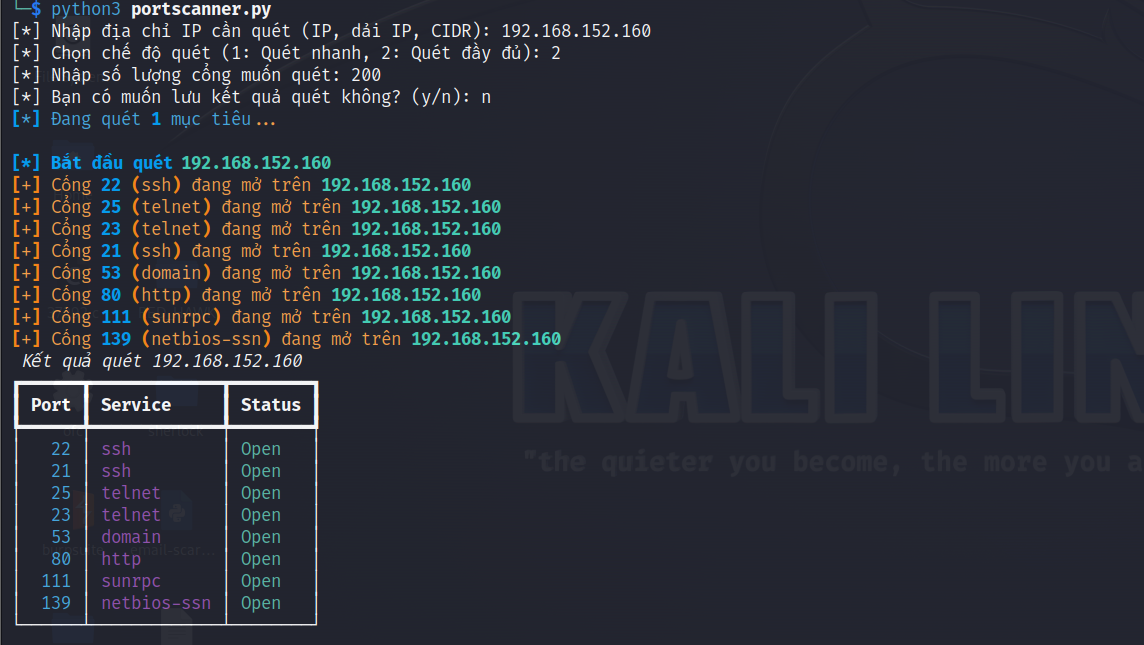 └─$ python3 portscanner.py
[*] Nhập địa chỉ IP cần quét (IP, dải IP, CIDR): 192.168.152.160
[*] Chọn chế độ quét (1: Quét nhanh, 2: Quét đầy đủ): 2
[*] Nhập số lượng cổng muốn quét: 200
[*] Bạn có muốn lưu kết quả quét không? (y/n): n
[*] Đang quét 1 mục tiêu...
[*] Bắt đầu quét 192.168.152.160
[+] Cổng 22 (ssh) đang mở trên 192.168.152.160
[+] Cổng 25 (telnet) đang mở trên 192.168.152.160
[+] Cổng 23 (telnet) đang mở trên 192.168.152.160
[+] Cổng 21 (ssh) đang mở trên 192.168.152.160
[+] Cổng 53 (domain) đang mở trên 192.168.152.160
[+] Cổng 80 (http) đang mở trên 192.168.152.160
[+] Cổng 111 (sunrpc) đang mở trên 192.168.152.160
[+] Cổng 139 (netbios-ssn) đang mở trên 192.168.152.160
Kết quả quét 192.168.152.160
Port Service Status
22 ssh Open
21 ssh Open
25 telnet Open
23 telnet Open
53 domain Open
80 http Open
111 sunrpc Open
139 netbios-ssn Open
KALI LIN
"the quieter you become, the more you a